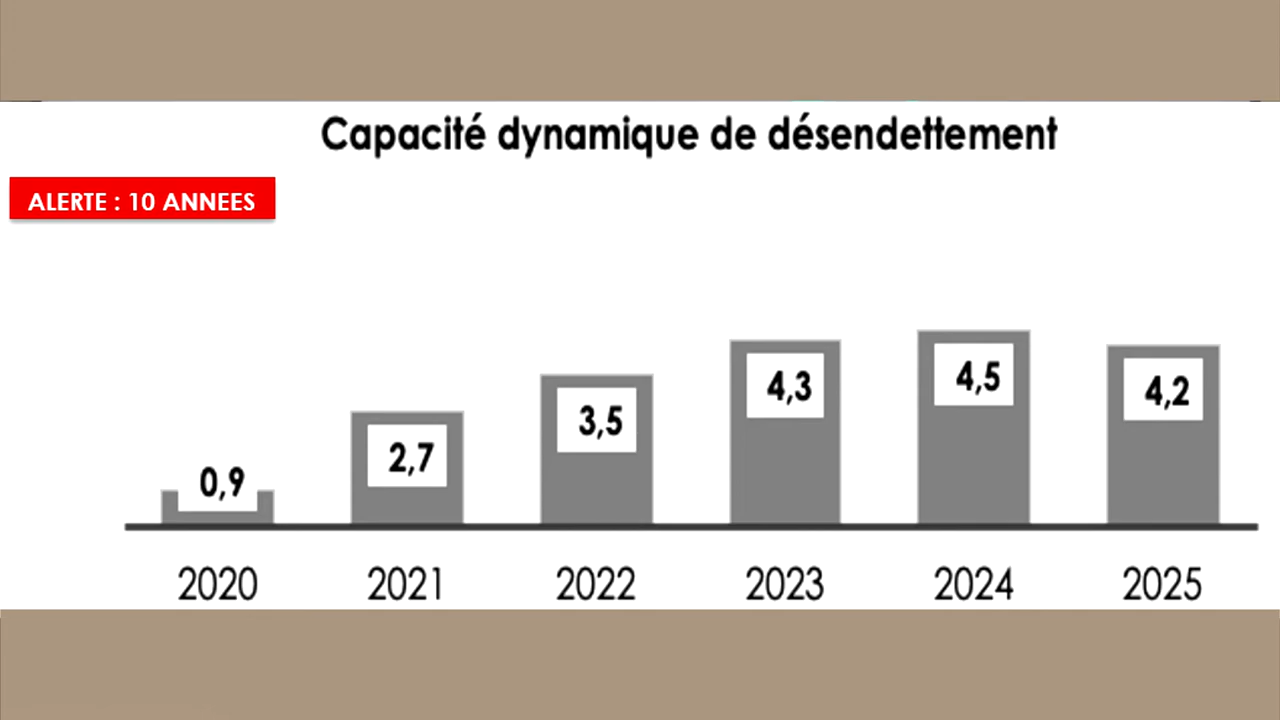 Capacité dynamique de désendettement
ALERTE : 10 ANNEES
0,9
2,7
3,5
4,3
4,5
4,2
2020 2021 2022 2023 2024 2025